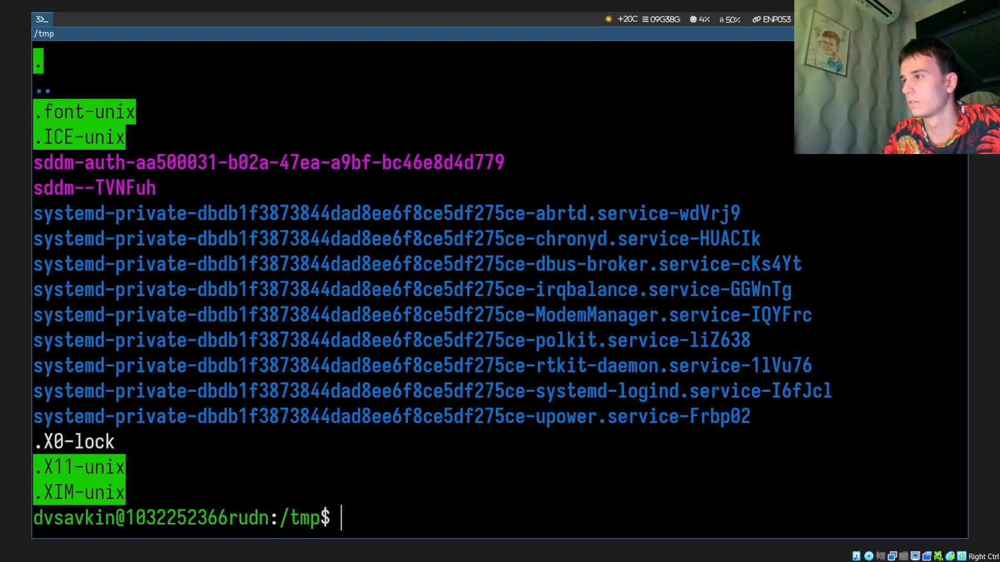 3>_
+20C ☰ 09G38G 4% й 50% ENP0S3
/tmp
.
..
.font-unix
.ICE-unix
sddm-auth-aa500031-b02a-47ea-a9bf-bc46e8d4d779
sddm--TVNFuh
systemd-private-dbdb1f3873844dad8ee6f8ce5df275ce-abrtd.service-wdVrj9
systemd-private-dbdb1f3873844dad8ee6f8ce5df275ce-chronyd.service-HUACIk
systemd-private-dbdb1f3873844dad8ee6f8ce5df275ce-dbus-broker.service-cKs4Yt
systemd-private-dbdb1f3873844dad8ee6f8ce5df275ce-irqbalance.service-GGWnTg
systemd-private-dbdb1f3873844dad8ee6f8ce5df275ce-ModemManager.service-IQYFrc
systemd-private-dbdb1f3873844dad8ee6f8ce5df275ce-polkit.service-liZ638
systemd-private-dbdb1f3873844dad8ee6f8ce5df275ce-rtkit-daemon.service-1lVu76
systemd-private-dbdb1f3873844dad8ee6f8ce5df275ce-systemd-logind.service-I6fJcl
systemd-private-dbdb1f3873844dad8ee6f8ce5df275ce-upower.service-Frbp02
.X0-lock
.X11-unix
.XIM-unix
dvsavkin@1032252366rudn:/tmp$
Right Ctrl